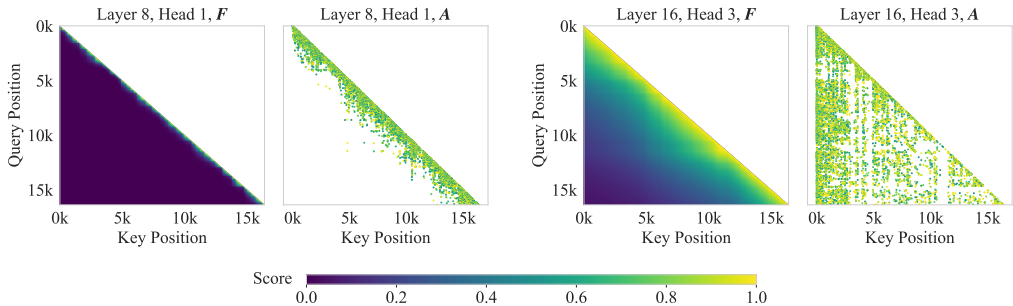 Layer 8, Head 1, F
Layer 8, Head 1, A
Layer 16, Head 3, F
Layer 16, Head 3, A
Query Position
0k
5k
10k
15k
0k 5k 10k 15k
Key Position
0k 5k 10k 15k
Key Position
Query Position
0k
5k
10k
15k
0k 5k 10k 15k
Key Position
0k 5k 10k 15k
Key Position
Score
0.0 0.2 0.4 0.6 0.8 1.0